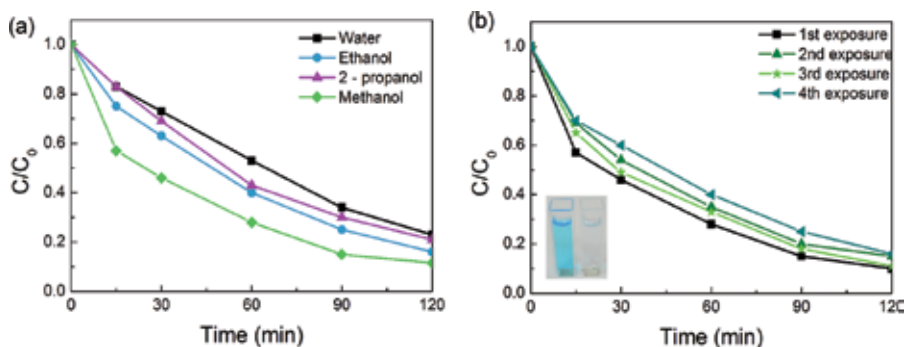 (a)
Water
Ethanol
2 - propanol
Methanol
C/C0
1.0
0.8
0.6
0.4
0.2
0.0
0 30 60 90 120
Time (min)
(b)
1st exposure
2nd exposure
3rd exposure
4th exposure
C/C0
1.0
0.8
0.6
0.4
0.2
0.0
0 30 60 90 120
Time (min)